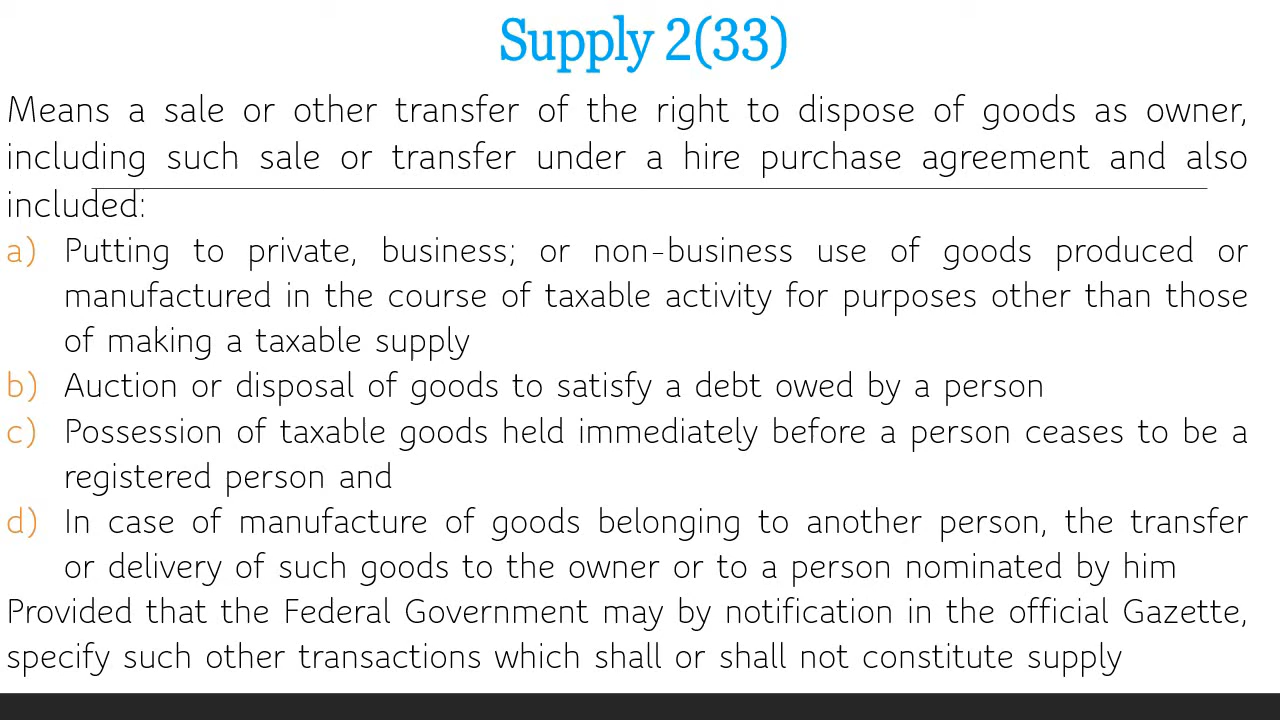 Supply 2(33)
Means a sale or other transfer of the right to dispose of goods as owner,
including such sale or transfer under a hire purchase agreement and also
included:
a) Putting to private, business; or non-business use of goods produced or
manufactured in the course of taxable activity for purposes other than those
of making a taxable supply
b) Auction or disposal of goods to satisfy a debt owed by a person
c) Possession of taxable goods held immediately before a person ceases to be a
registered person and
d) In case of manufacture of goods belonging to another person, the transfer
or delivery of such goods to the owner or to a person nominated by him
Provided that the Federal Government may by notification in the official Gazette,
specify such other transactions which shall or shall not constitute supply